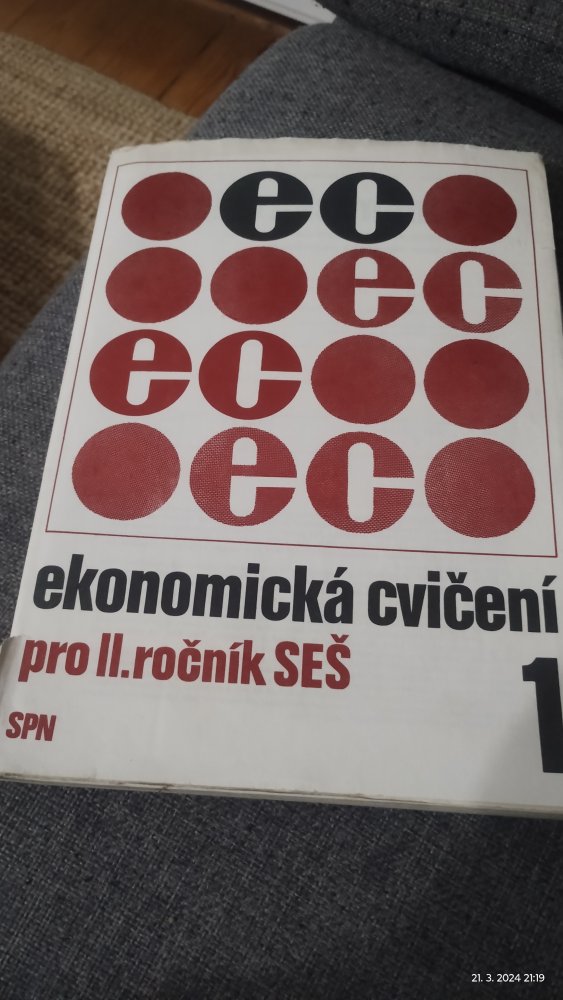 ec
ec
ec
ec
ekonomická cvičení
pro II. ročník SEŠ
1
SPN
21. 3. 2024 21:19